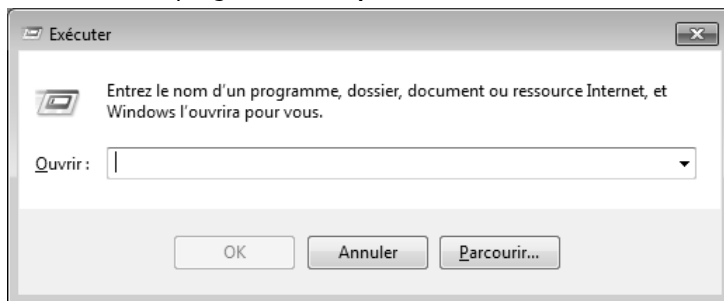 Exécuter
Entrez le nom d'un programme, dossier, document ou ressource Internet, et
Windows l'ouvrira pour vous.
Ouvrir :
OK
Annuler
Parcourir...